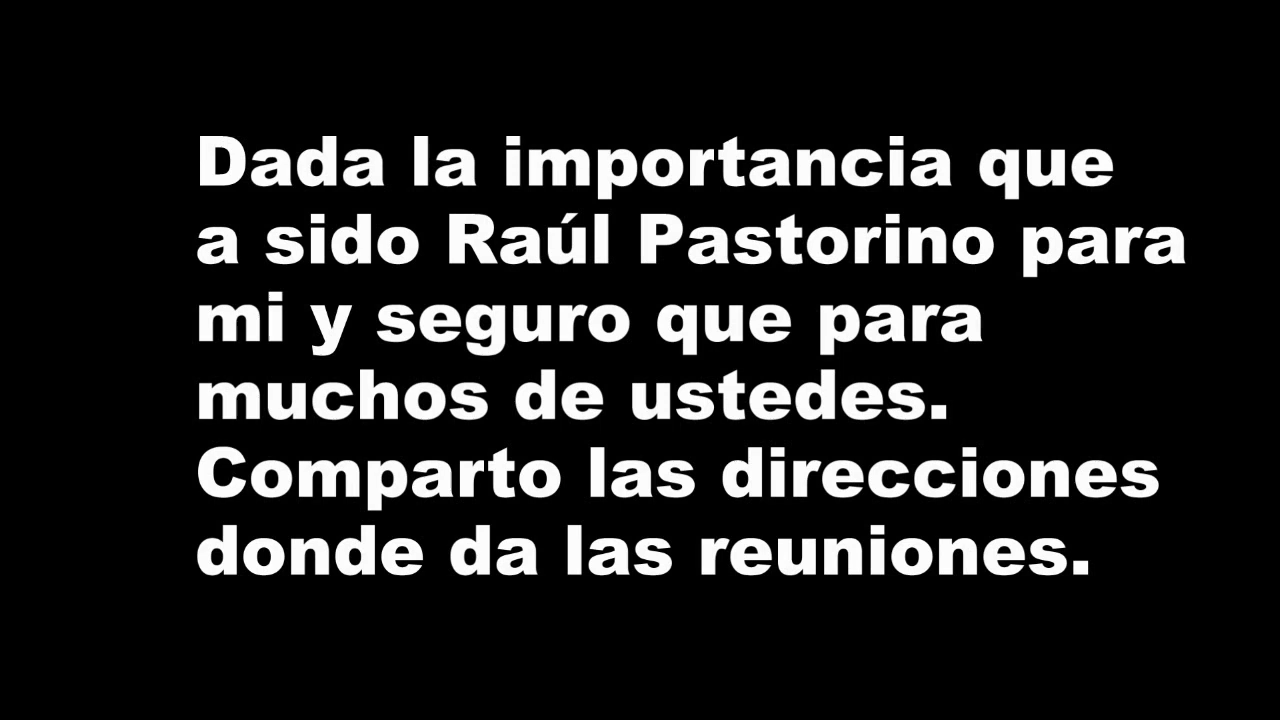 Dada la importancia que
a sido Raúl Pastorino para
mi y seguro que para
muchos de ustedes.
Comparto las direcciones
donde da las reuniones.